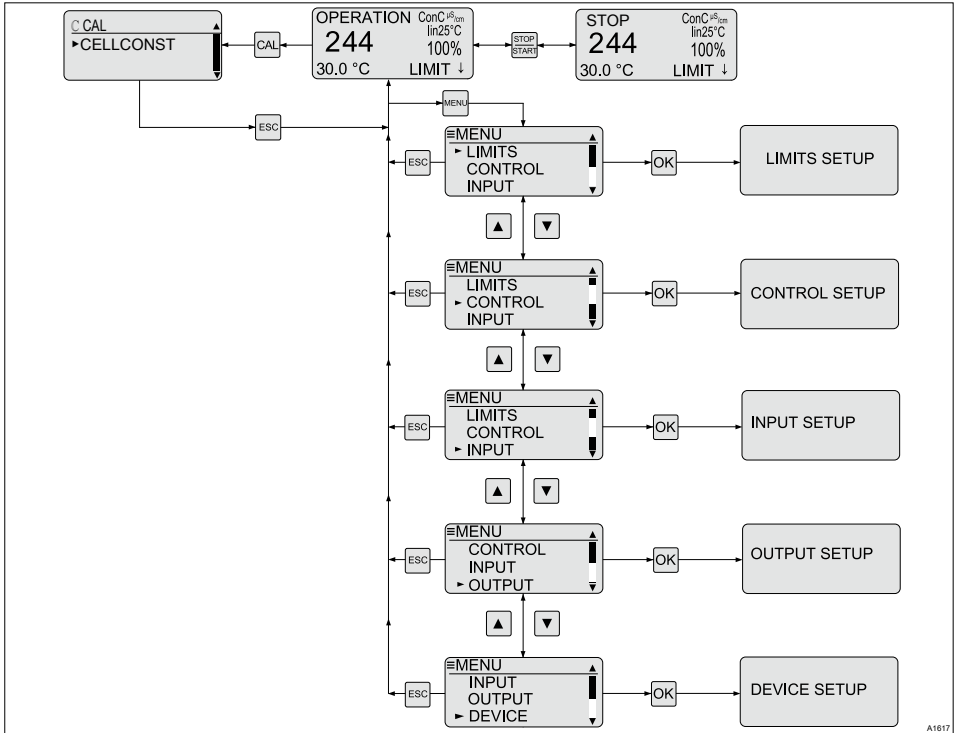 C CAL
►CELLCONST
CAL
OPERATION ConC µS/cm
lin25°C
244 100%
30.0 °C LIMIT ↓
STOP
START
STOP ConC µS/cm
lin25°C
244 100%
30.0 °C LIMIT ↓
ESC
MENU
≡MENU
► LIMITS
CONTROL
INPUT
ESC
OK
LIMITS SETUP
▲ ▼
≡MENU
LIMITS
► CONTROL
INPUT
ESC
OK
CONTROL SETUP
▲ ▼
≡MENU
LIMITS
CONTROL
► INPUT
ESC
OK
INPUT SETUP
▲ ▼
≡MENU
CONTROL
INPUT
► OUTPUT
ESC
OK
OUTPUT SETUP
▲ ▼
≡MENU
INPUT
OUTPUT
► DEVICE
ESC
OK
DEVICE SETUP
A1617